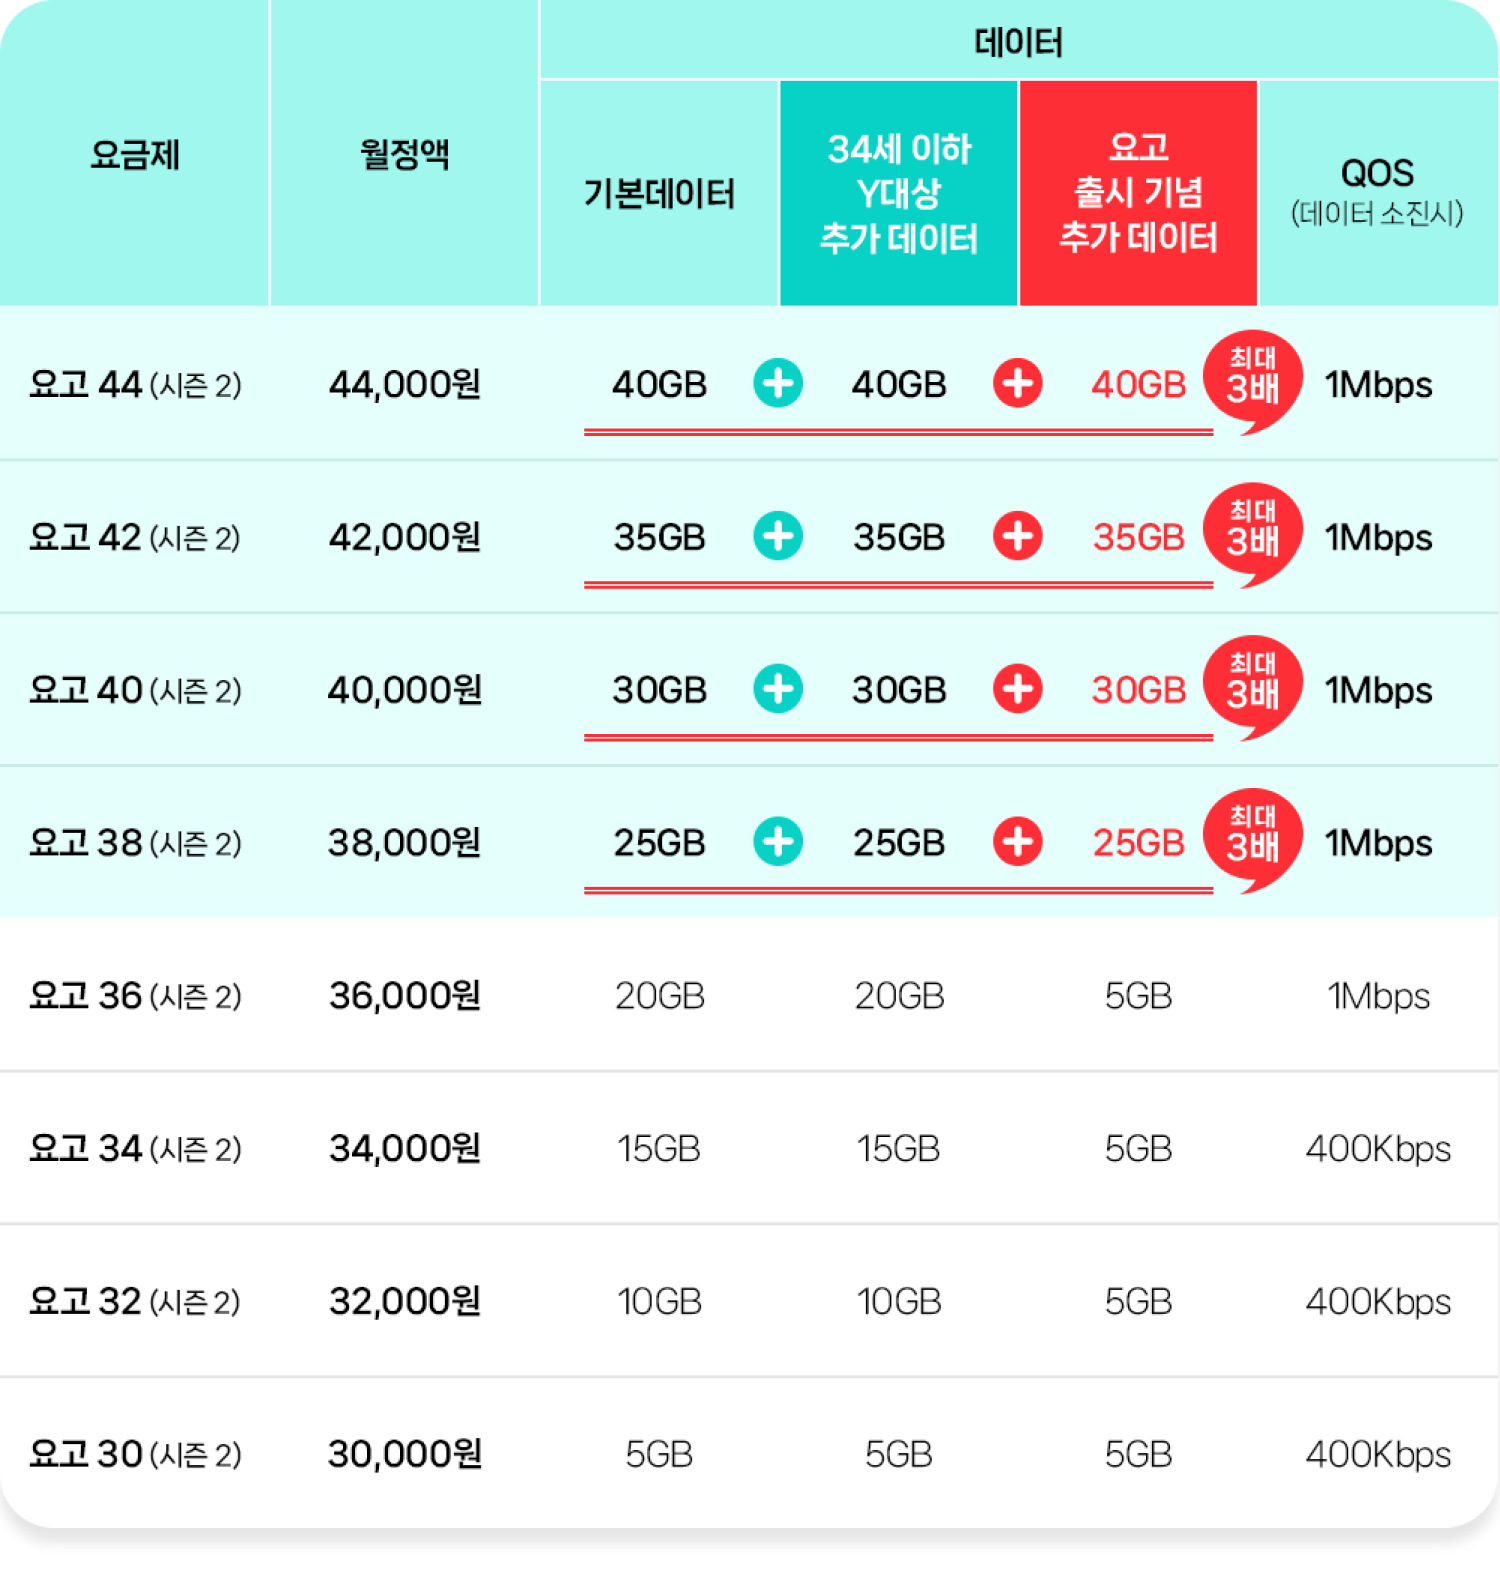 요금제
월정액
데이터
기본데이터
34세 이하
Y대상
추가 데이터
요고
출시 기념
추가 데이터
QOS
(데이터 소진시)
요고 44 (시즌 2) 44,000원 40GB + 40GB + 40GB 최대 3배 1Mbps
요고 42 (시즌 2) 42,000원 35GB + 35GB + 35GB 최대 3배 1Mbps
요고 40 (시즌 2) 40,000원 30GB + 30GB + 30GB 최대 3배 1Mbps
요고 38 (시즌 2) 38,000원 25GB + 25GB + 25GB 최대 3배 1Mbps
요고 36 (시즌 2) 36,000원 20GB 20GB 5GB 1Mbps
요고 34 (시즌 2) 34,000원 15GB 15GB 5GB 400Kbps
요고 32 (시즌 2) 32,000원 10GB 10GB 5GB 400Kbps
요고 30 (시즌 2) 30,000원 5GB 5GB 5GB 400Kbps